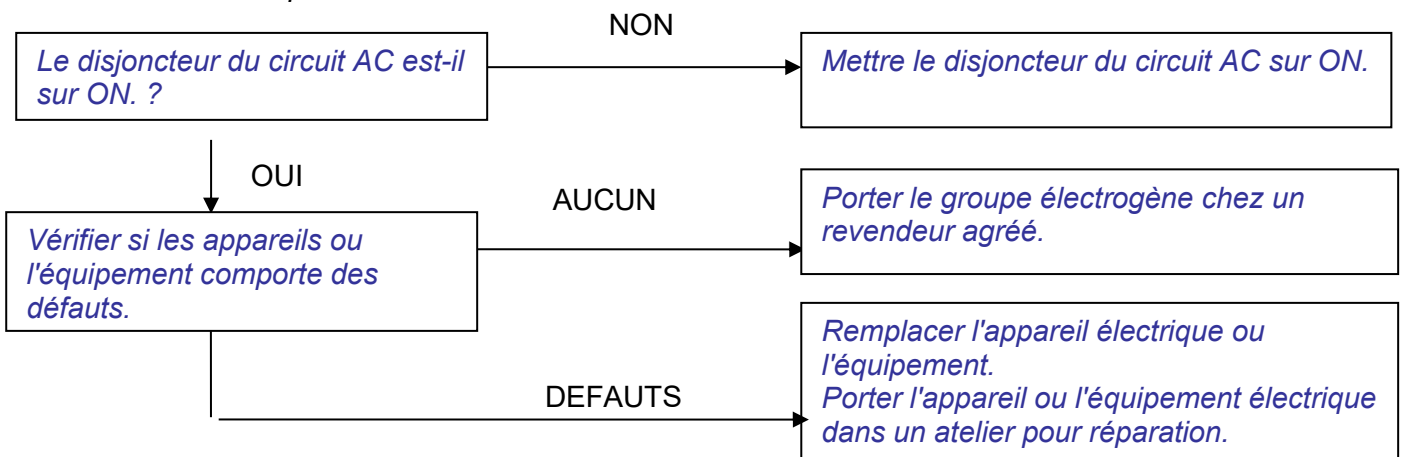 NON
Le disjoncteur du circuit AC est-il
sur ON. ?
Mettre le disjoncteur du circuit AC sur ON.
OUI
AUCUN
Vérifier si les appareils ou
l'équipement comporte des
défauts.
Porter le groupe électrogène chez un
revendeur agréé.
DEFAUTS
Remplacer l'appareil électrique ou
l'équipement.
Porter l'appareil ou l'équipement électrique
dans un atelier pour réparation.